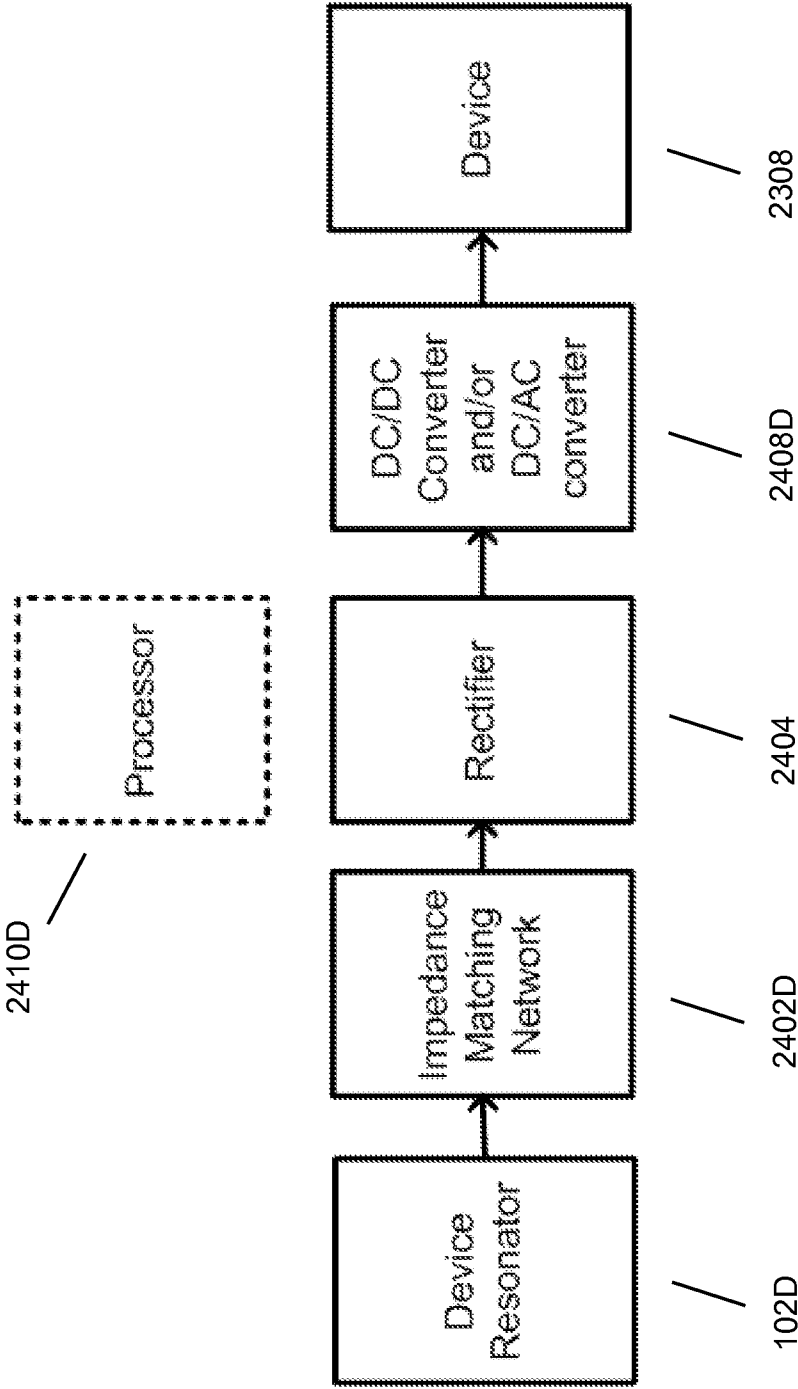 2410D
Processor
Device
Resonator
Impedance
Matching
Network
Rectifier
DC/DC
Converter
and/or
DC/AC
converter
Device
102D
2402D
2404
2408D
2308